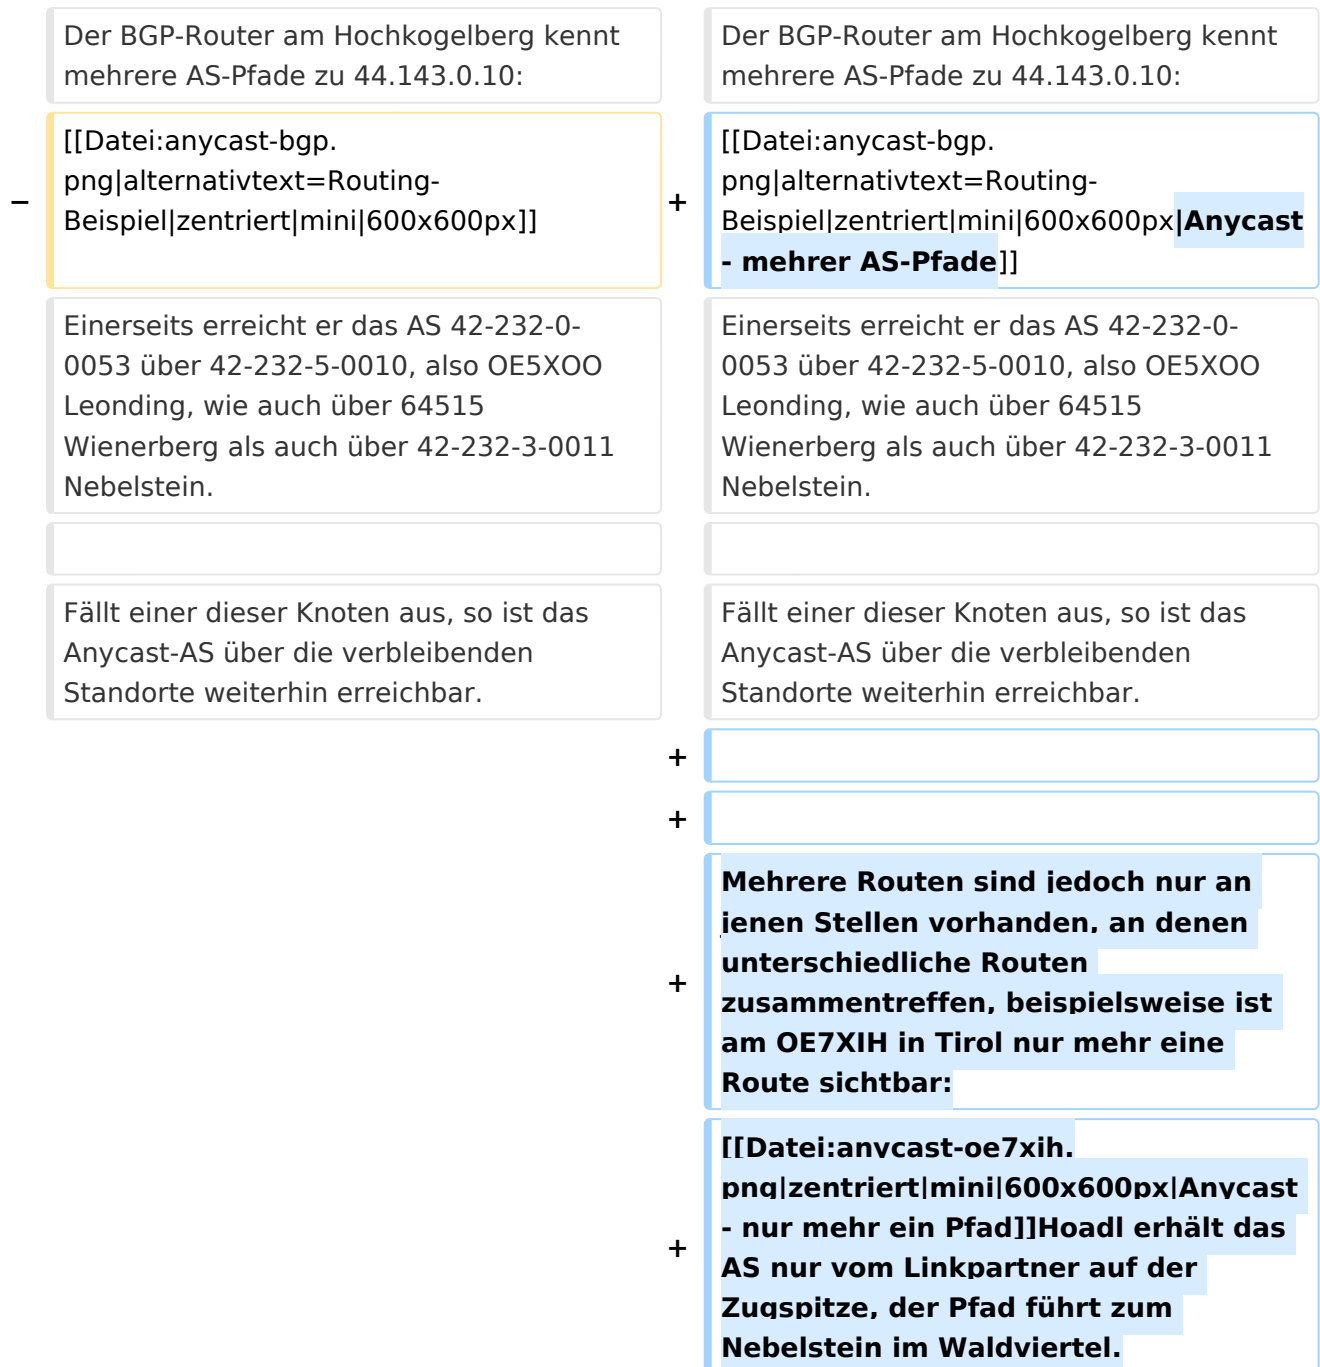 Der BGP-Router am Hochkogelberg kennt
mehrere AS-Pfade zu 44.143.0.10:
Der BGP-Router am Hochkogelberg kennt
mehrere AS-Pfade zu 44.143.0.10:
−
[[Datei:anycast-bgp.
png|alternativtext=Routing-
Beispiel|zentriert|mini|600x600px]]
+
[[Datei:anycast-bgp.
png|alternativtext=Routing-
Beispiel|zentriert|mini|600x600px|Anycast
- mehrer AS-Pfade]]
Einerseits erreicht er das AS 42-232-0-
0053 über 42-232-5-0010, also OE5XOO
Leonding, wie auch über 64515
Wienerberg als auch über 42-232-3-0011
Nebelstein.
Einerseits erreicht er das AS 42-232-0-
0053 über 42-232-5-0010, also OE5XOO
Leonding, wie auch über 64515
Wienerberg als auch über 42-232-3-0011
Nebelstein.
Fällt einer dieser Knoten aus, so ist das
Anycast-AS über die verbleibenden
Standorte weiterhin erreichbar.
Fällt einer dieser Knoten aus, so ist das
Anycast-AS über die verbleibenden
Standorte weiterhin erreichbar.
+
+
+
Mehrere Routen sind jedoch nur an
jenen Stellen vorhanden, an denen
unterschiedliche Routen
zusammentreffen, beispielsweise ist
am OE7XIH in Tirol nur mehr eine
Route sichtbar:
+
[[Datei:anycast-oe7xih.
png|zentriert|mini|600x600px|Anycast
- nur mehr ein Pfad]]Hoadl erhält das
AS nur vom Linkpartner auf der
Zugspitze, der Pfad führt zum
Nebelstein im Waldviertel.